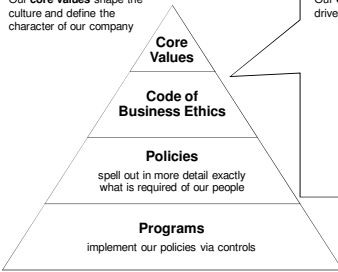 Our core values shape the
culture and define the
character of our company
Our
drive
Core
Values
Code of
Business Ethics
Policies
spell out in more detail exactly
what is required of our people
Programs
implement our policies via controls